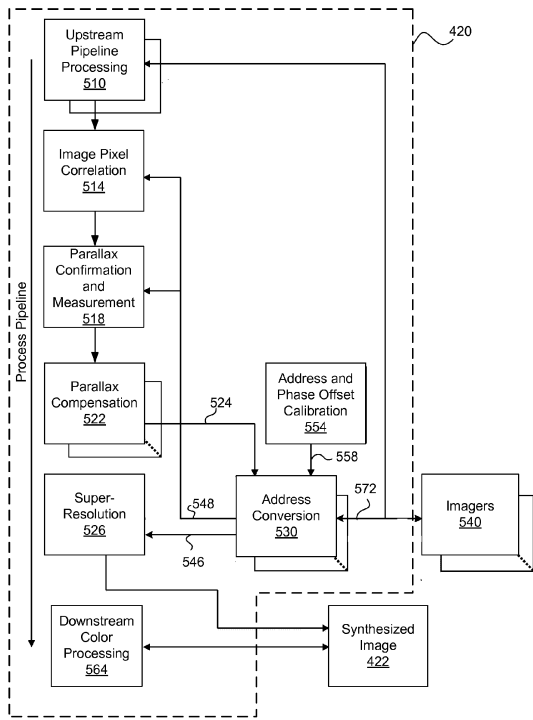 420
Upstream
Pipeline
Processing
510
Image Pixel
Correlation
514
Parallax
Confirmation
and
Measurement
518
Process Pipeline
Parallax
Compensation
522
524
Address and
Phase Offset
Calibration
554
558
Super-
Resolution
526
548
546
Address
Conversion
530
572
Imagers
540
Downstream
Color
Processing
564
Synthesized
Image
422